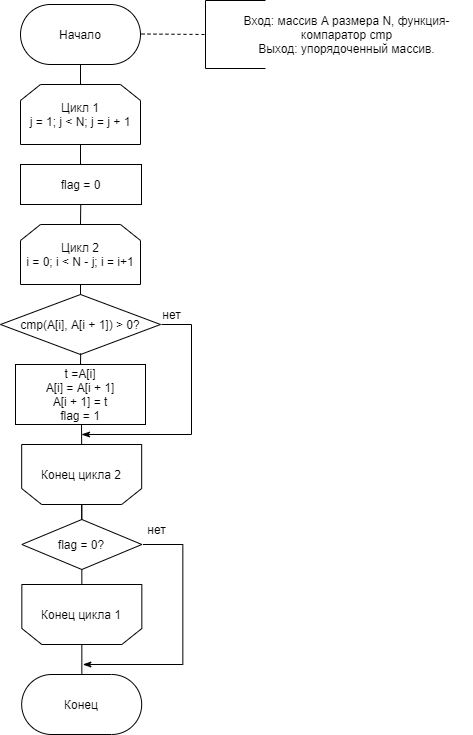 Начало
Вход: массив А размера N, функция-
компаратор cmp
Выход: упорядоченный массив.
Цикл 1
j = 1; j < N; j = j + 1
flag = 0
Цикл 2
i = 0; i < N - j; i = i+1
cmp(A[i], A[i + 1]) > 0?
нет
t =A[i]
A[i] = A[i + 1]
A[i + 1] = t
flag = 1
Конец цикла 2
flag = 0?
нет
Конец цикла 1
Конец